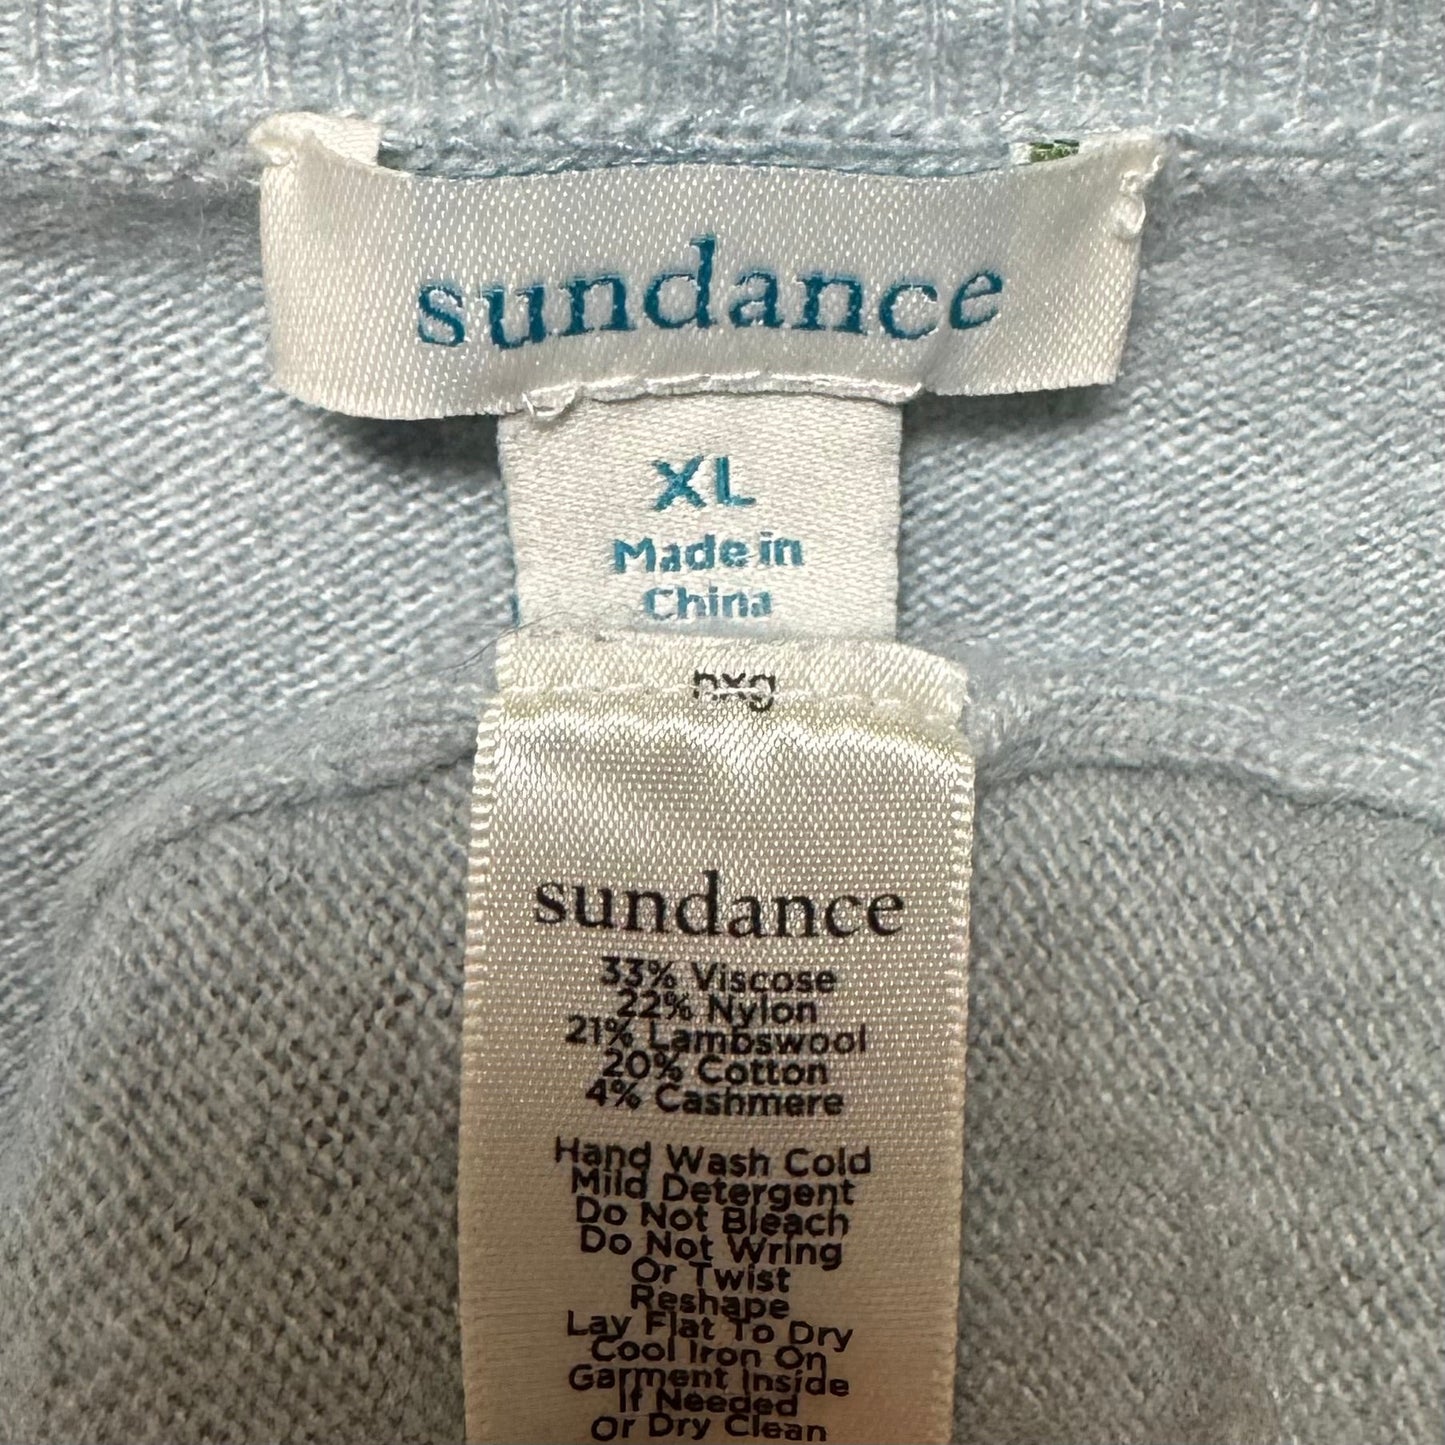 sundance
XL
Made in
China
nxg
sundance
33% Viscose
22% Nylon
21% Lambswool
20% Cotton
4% Cashmere
Hand Wash Cold
Mild Detergent
Do Not Bleach
Do Not Wring
Or Twist
Reshape
Lay Flat To Dry
Cool Iron On
Garment Inside
If Needed
Or Dry Clean